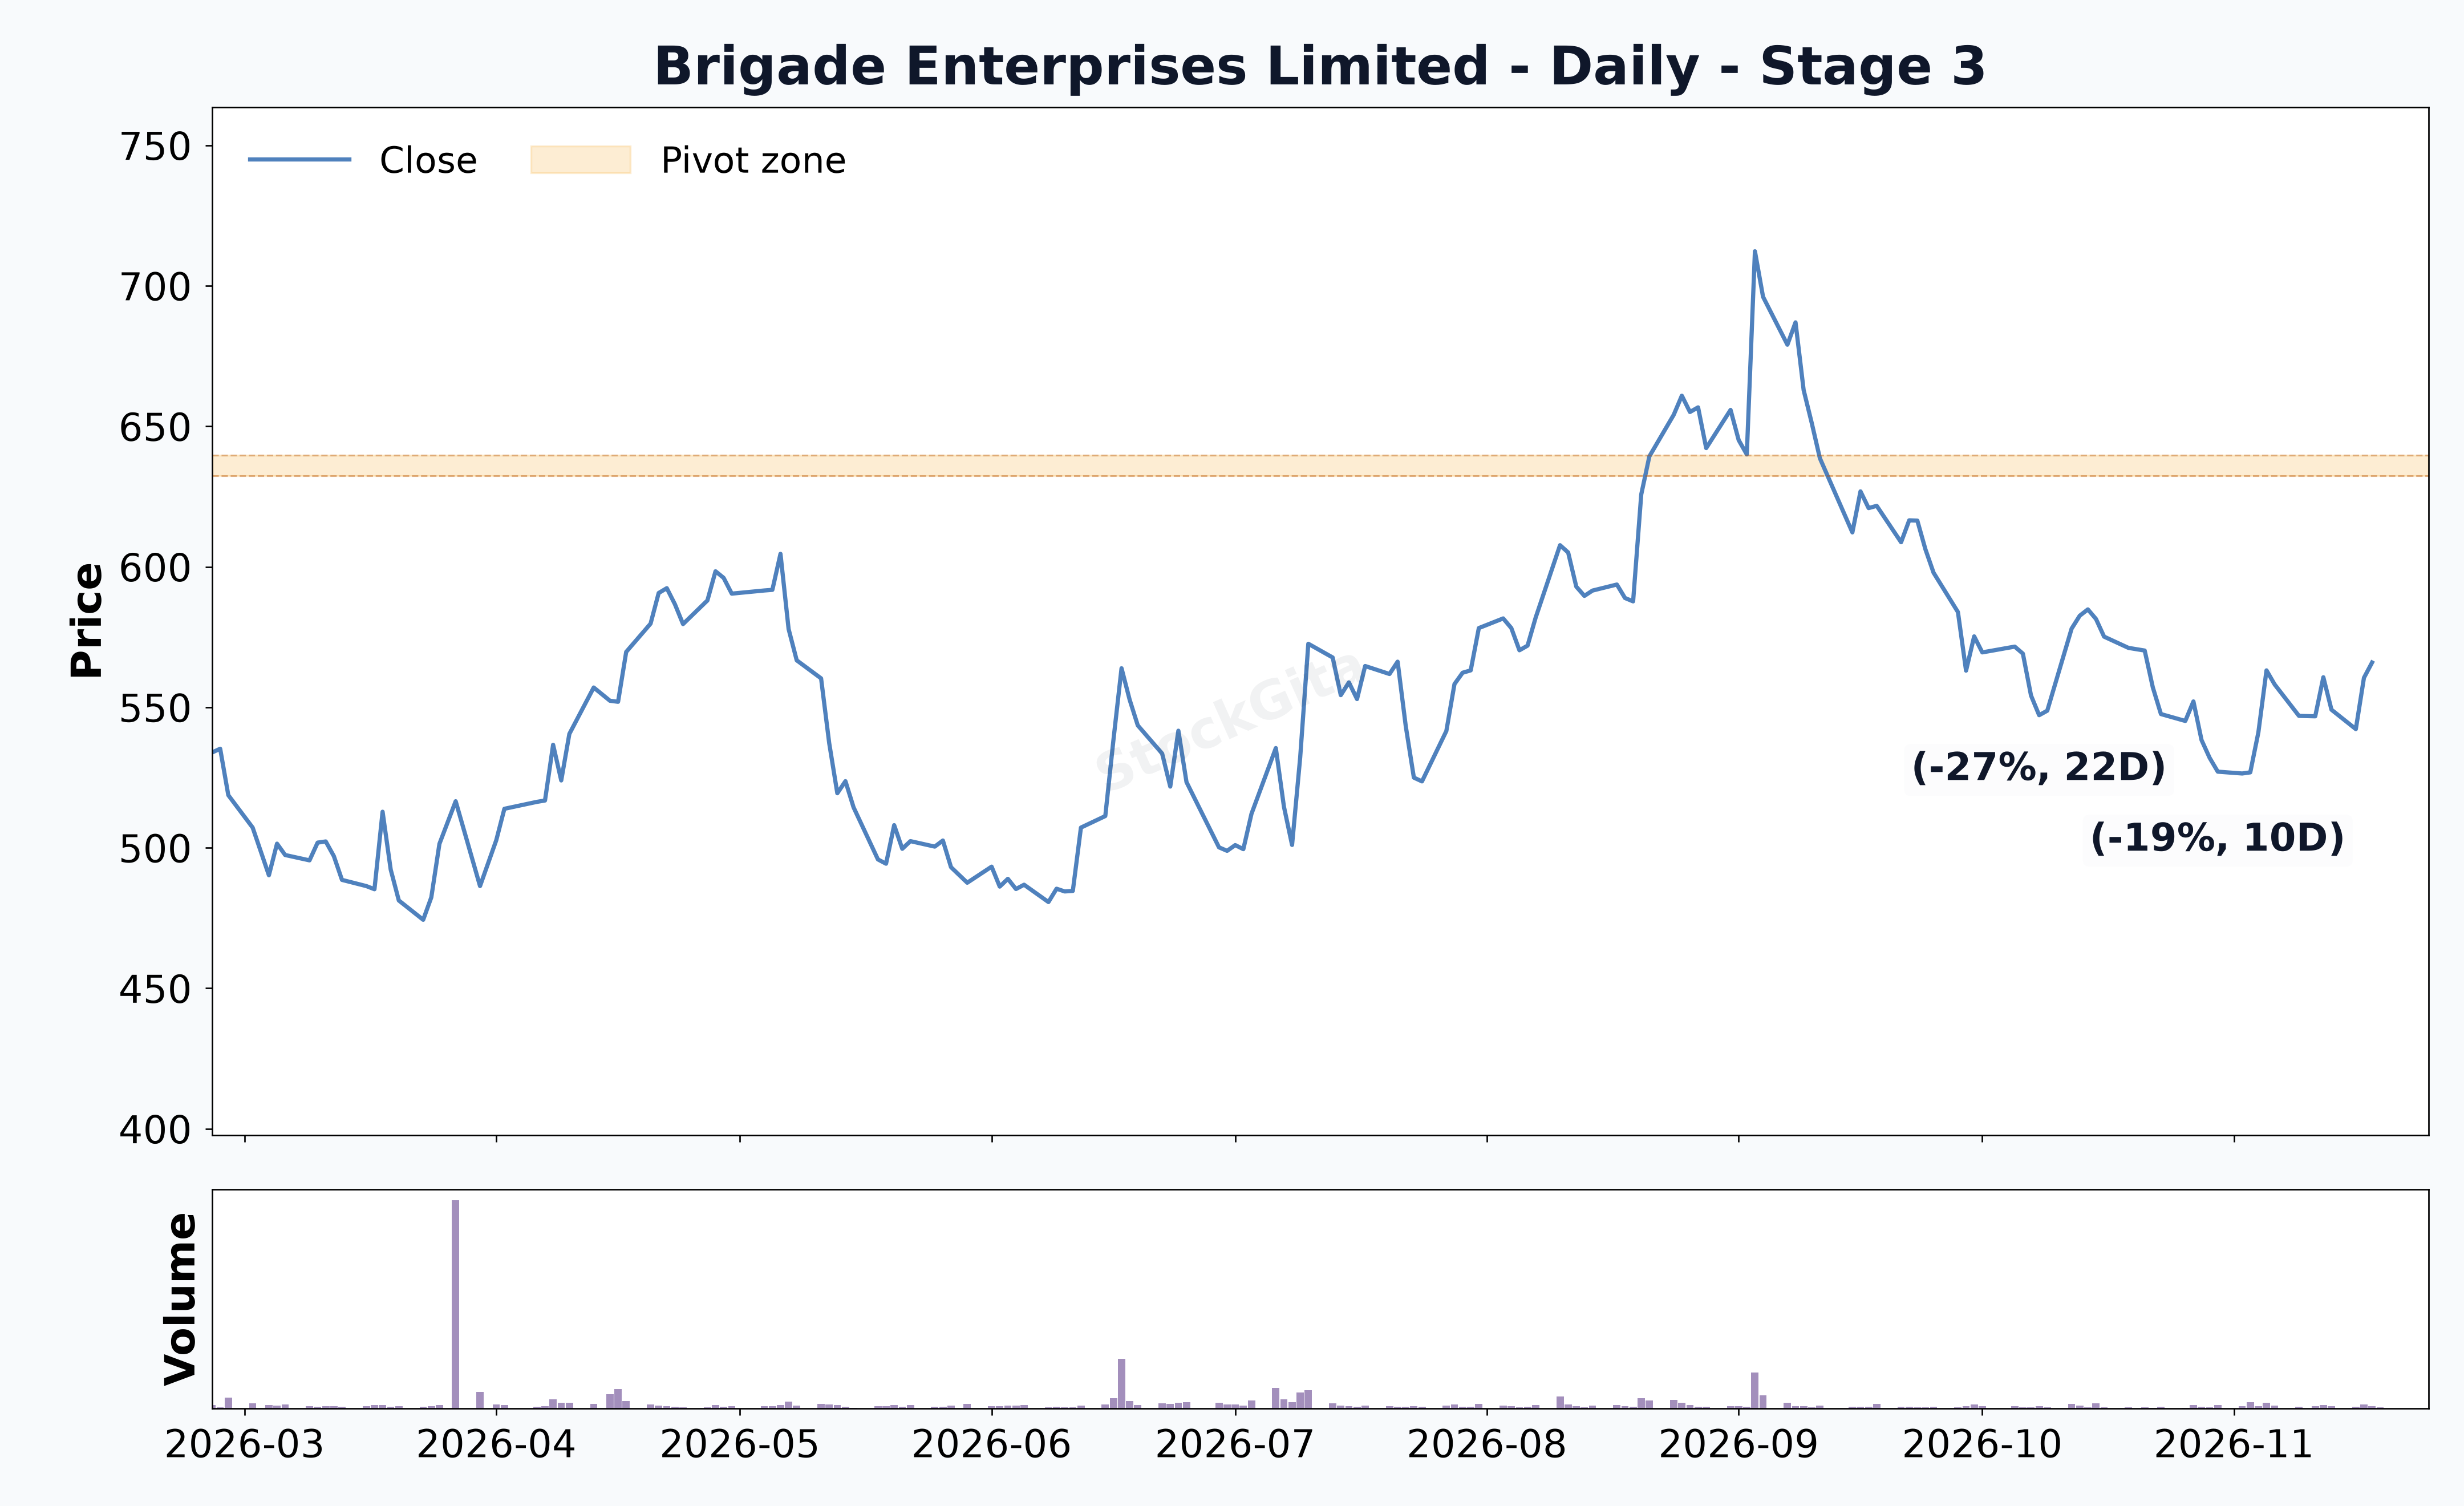 Brigade Enterprises Limited - Daily - Stage 3
Close
Pivot zone
750
700
650
600
550
500
450
400
Price
StockGita
(-27%, 22D)
(-19%, 10D)
Volume
2026-03
2026-04
2026-05
2026-06
2026-07
2026-08
2026-09
2026-10
2026-11